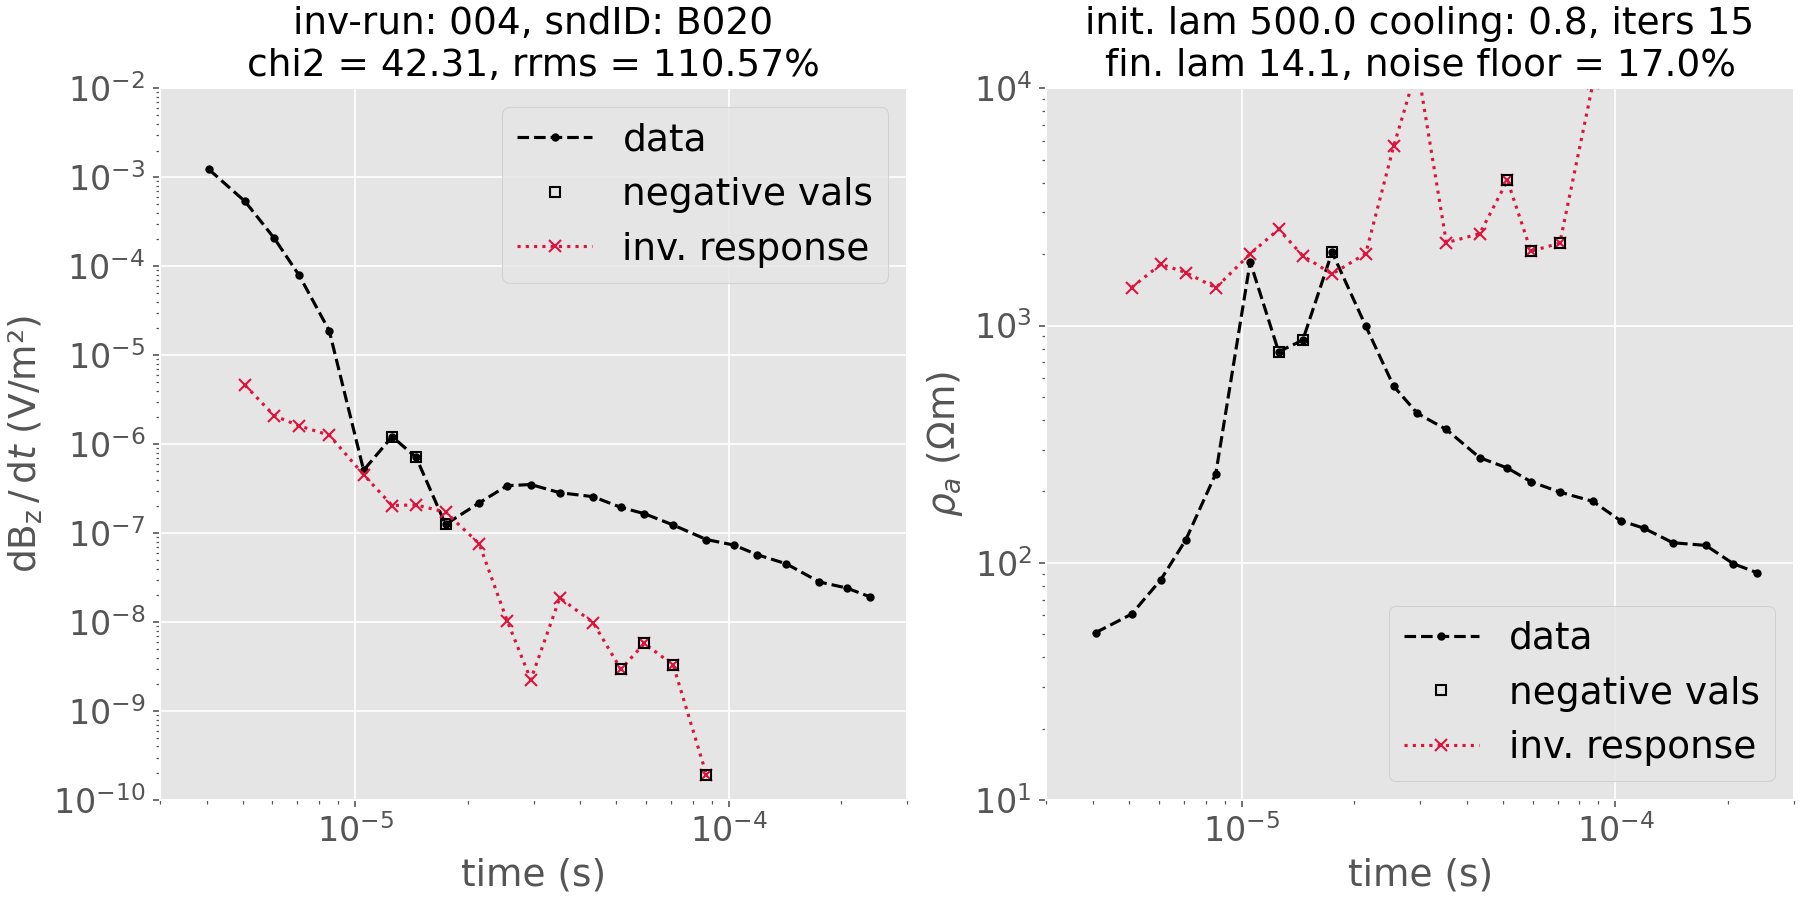 inv-run: 004, sndID: B020
chi2 = 42.31, rrms = 110.57%
10⁻²
10⁻³
10⁻⁴
10⁻⁵
10⁻⁶
10⁻⁷
10⁻⁸
10⁻⁹
10⁻¹⁰
dB_z / dt (V/m²)
data
negative vals
inv. response
10⁻⁵
10⁻⁴
time (s)
init. lam 500.0 cooling: 0.8, iters 15
fin. lam 14.1, noise floor = 17.0%
10⁴
10³
10²
10¹
ρₐ (Ωm)
data
negative vals
inv. response
10⁻⁵
10⁻⁴
time (s)